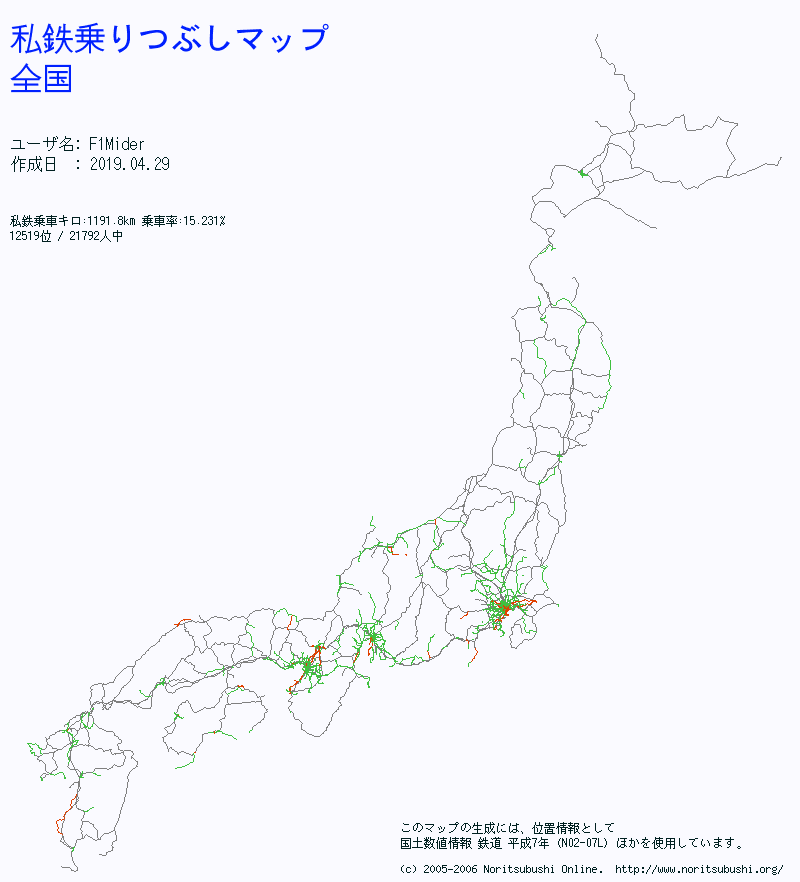 私鉄乗りつぶしマップ
全国
ユーザ名: F1Mider
作成日 : 2019.04.29
私鉄乗車キロ:1191.8km 乗車率:15.231%
12519位 / 21792人中
このマップの生成には、位置情報として
国土数値情報 鉄道 平成7年 (N02-07L) ほかを使用しています。
(c) 2005-2006 Noritsubushi Online. http://www.noritsubushi.org/